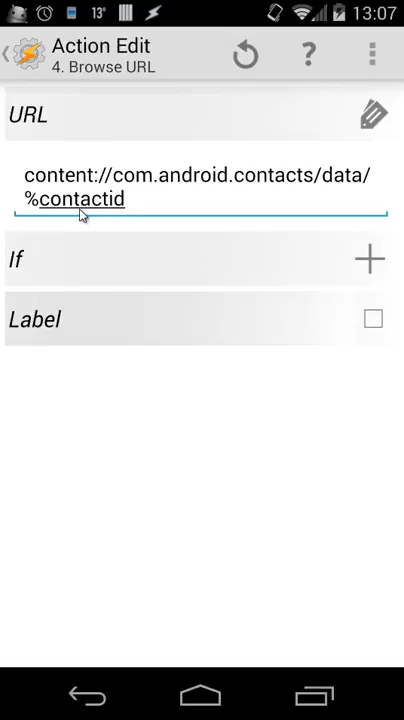 13° 13:07
Action Edit
4. Browse URL
URL
content://com.android.contacts/data/
%contactid
If
Label